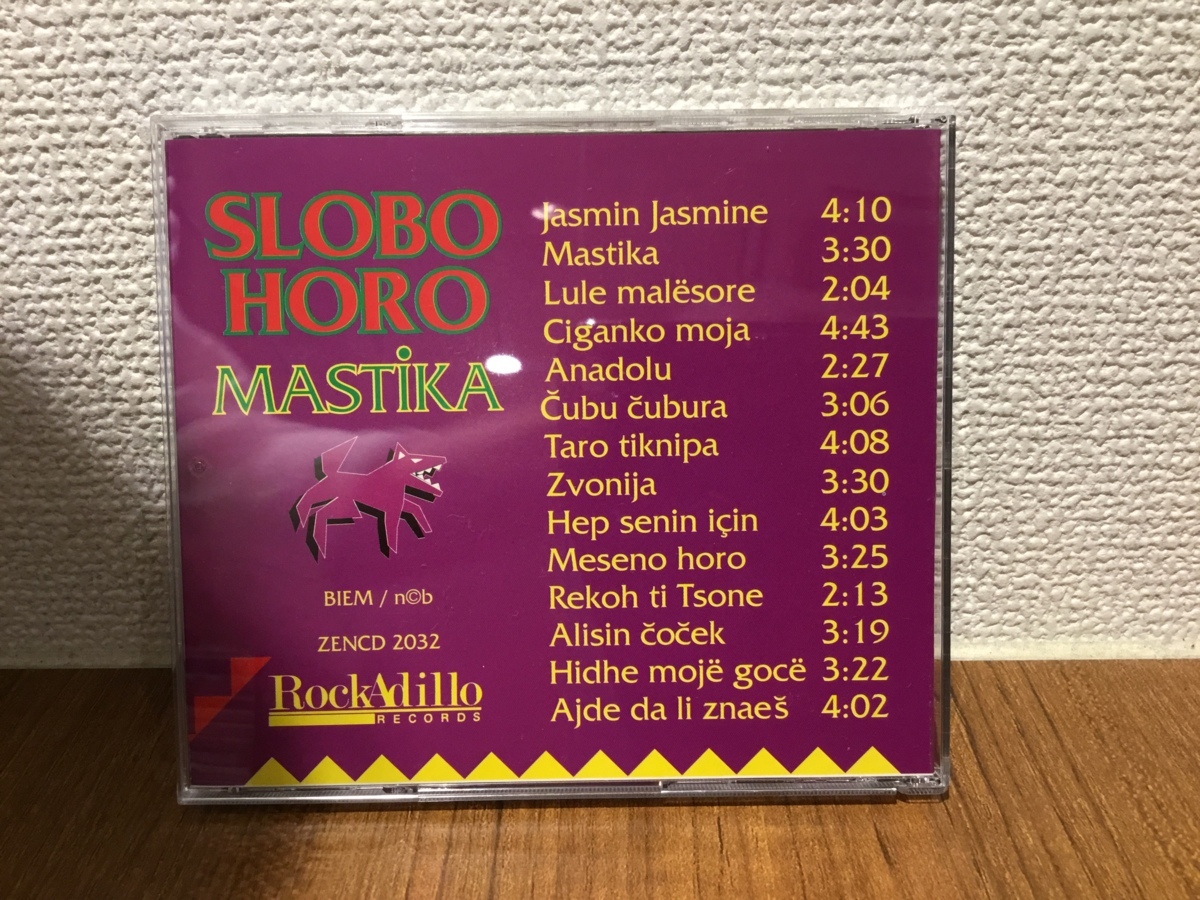 SLOBO
HORO
MASTİKA
BIEM / n©b
ZENCD 2032
RockAdillo
RECORDS
Jasmin Jasmine 4:10
Mastika 3:30
Lule malësore 2:04
Ciganko moja 4:43
Anadolu 2:27
Čubu čubura 3:06
Taro tiknipa 4:08
Zvonija 3:30
Hep senin için 4:03
Meseno horo 3:25
Rekoh ti Tsone 2:13
Alisin čoček 3:19
Hidhe mojë gocë 3:22
Ajde da li znaeš 4:02